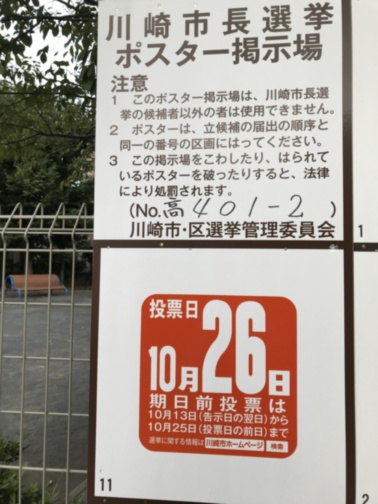 川崎市長選挙
ポスター掲示場
注意
1 このポスター掲示場は、川崎市長選
挙の候補者以外の者は使用できません。
2 ポスターは、立候補の届出の順序と
同一の番号の区画にはってください。
3 この掲示場をこわしたり、はられて
いるポスターを破ったりすると、法律
により処罰されます。
(No.高401-2)
川崎市・区選挙管理委員会
1
投票日
10月26日
期日前投票は
10月13日(告示日の翌日)から
10月25日(投票日の前日)まで
選挙に関する情報は 川崎市ホームページ 検索
11
2